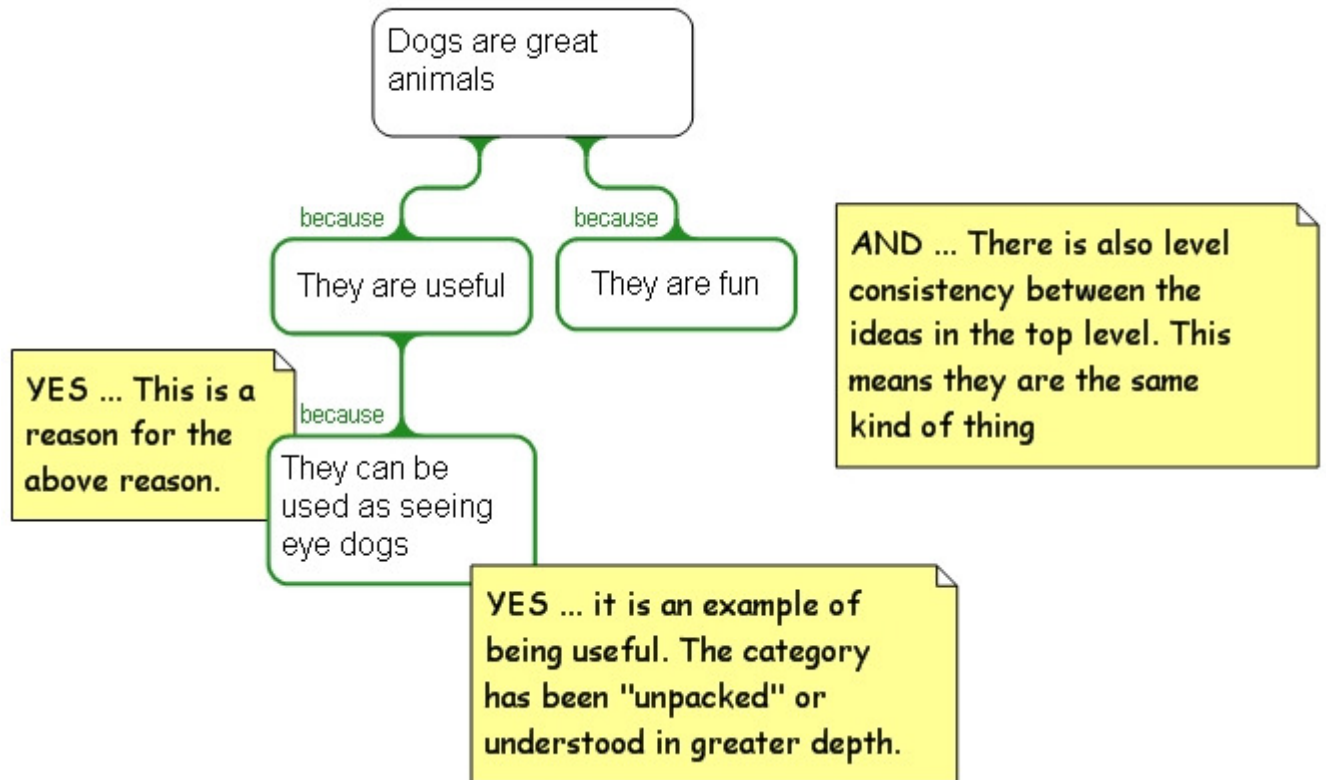 Dogs are great
animals
because
because
They are useful
They are fun
AND ... There is also level
consistency between the
ideas in the top level. This
means they are the same
kind of thing
YES ... This is a
reason for the
above reason.
because
They can be
used as seeing
eye dogs
YES ... it is an example of
being useful. The category
has been "unpacked" or
understood in greater depth.